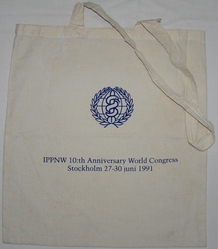 IPPNW 10:th Anniversary World Congress
Stockholm 27-30 juni 1991